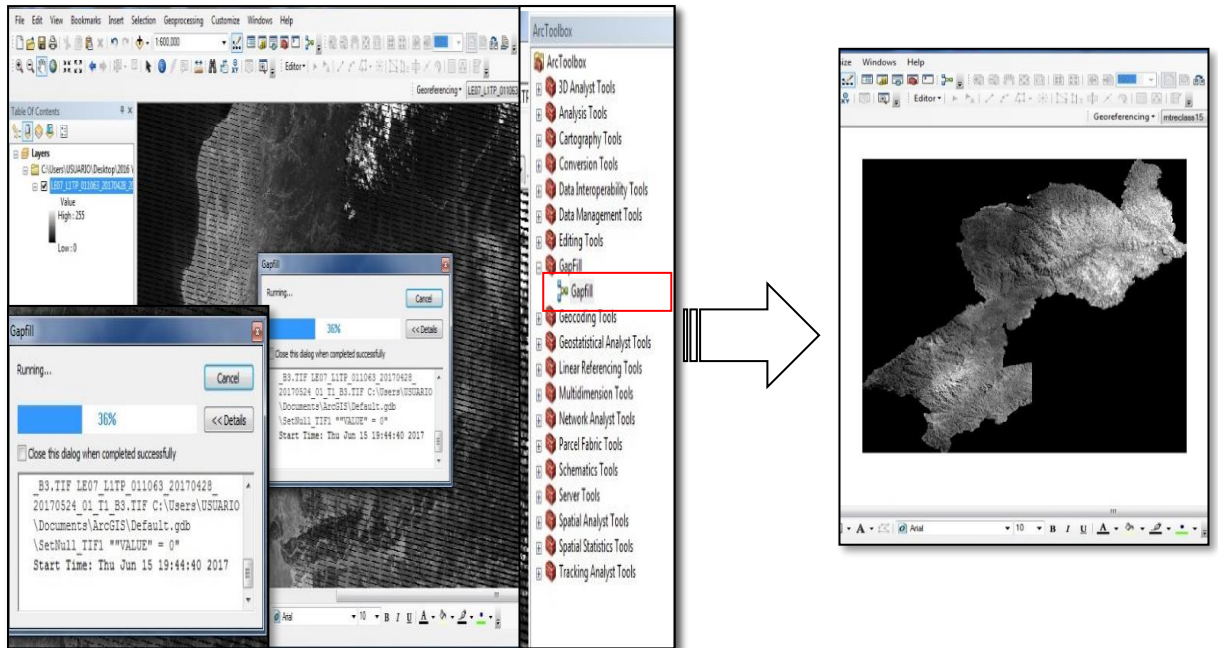 File Edit View Bookmarks Insert Selection Geoprocessing Customize Windows Help
1:600,000
Editor
Georeferencing LE07_L1TP_011063
Table Of Contents
Layers
C:\Users\USUARIO\Desktop\2016
LE07_L1TP_011063_20170428_20
Value
High : 255
Low : 0
Gapfill
Running...
Cancel
36%
<< Details
Close this dialog when completed successfully
_B3.TIF LE07_L1TP_011063_20170428_
20170524_01_T1_B3.TIF C:\Users\USUARIO
\Documents\ArcGIS\Default.gdb
\SetNull_TIF1 ""VALUE" = 0"
Start Time: Thu Jun 15 19:44:40 2017
Gapfill
Running...
Cancel
36%
<< Details
Close this dialog when completed successfully
_B3.TIF LE07_L1TP_011063_20170428_
20170524_01_T1_B3.TIF C:\Users\USUARIO
\Documents\ArcGIS\Default.gdb
\SetNull_TIF1 ""VALUE" = 0"
Start Time: Thu Jun 15 19:44:40 2017
Arial 10 B I U A
ArcToolbox
ArcToolbox
3D Analyst Tools
Analysis Tools
Cartography Tools
Conversion Tools
Data Interoperability Tools
Data Management Tools
Editing Tools
GapFill
Gapfill
Geocoding Tools
Geostatistical Analyst Tools
Linear Referencing Tools
Multidimension Tools
Network Analyst Tools
Parcel Fabric Tools
Schematics Tools
Server Tools
Spatial Analyst Tools
Spatial Statistics Tools
Tracking Analyst Tools
ize Windows Help
Editor
Georeferencing mtreclass15
A Arial 10 B I U A